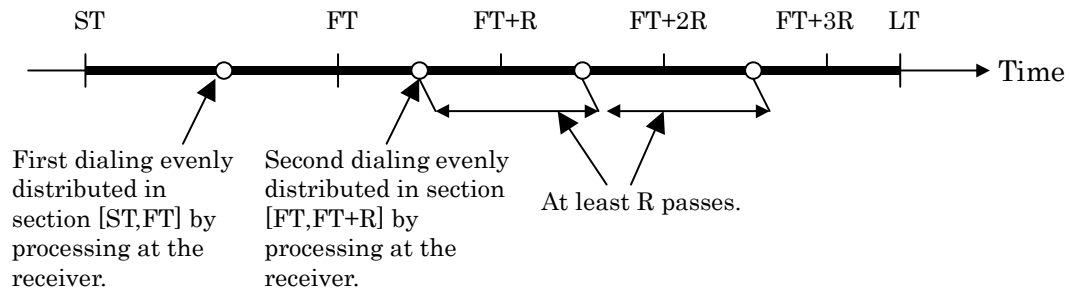 ST FT FT+R FT+2R FT+3R LT
Time
First dialing evenly
distributed in
section [ST,FT] by
processing at the
receiver.
Second dialing evenly
distributed in section
[FT,FT+R] by
processing at the
receiver.
At least R passes.